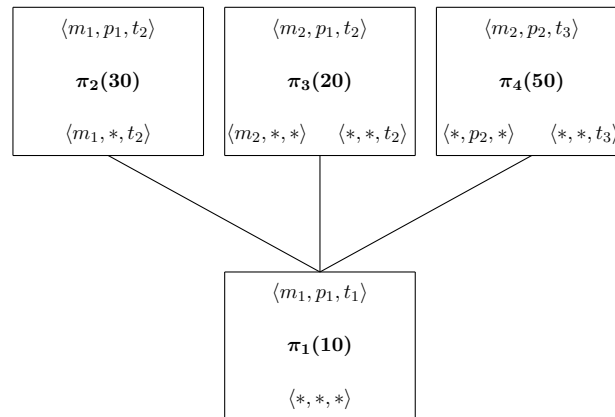 ⟨m₁, p₁, t₂⟩ ⟨m₂, p₁, t₂⟩ ⟨m₂, p₂, t₃⟩
π₂(30) π₃(20) π₄(50)
⟨m₁, *, t₂⟩ ⟨m₂, *, *⟩ ⟨*, *, t₂⟩ ⟨*, p₂, *⟩ ⟨*, *, t₃⟩
⟨m₁, p₁, t₁⟩
π₁(10)
⟨*, *, *⟩